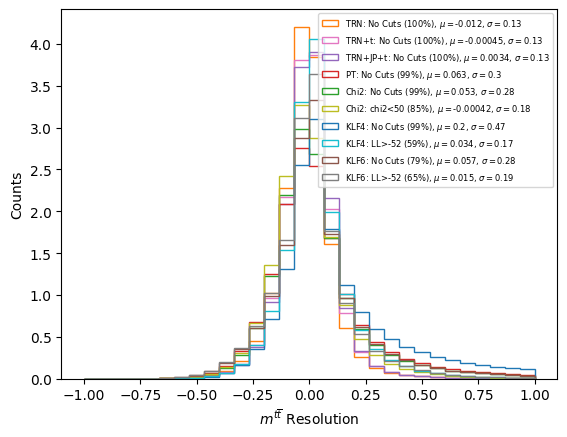 TRN: No Cuts (100%), μ=-0.012, σ=0.13
TRN+t: No Cuts (100%), μ=-0.00045, σ=0.13
TRN+JP+t: No Cuts (100%), μ=0.0034, σ=0.13
PT: No Cuts (99%), μ=0.063, σ=0.3
Chi2: No Cuts (99%), μ=0.053, σ=0.28
Chi2: chi2<50 (85%), μ=-0.00042, σ=0.18
KLF4: No Cuts (99%), μ=0.2, σ=0.47
KLF4: LL>-52 (59%), μ=0.034, σ=0.17
KLF6: No Cuts (79%), μ=0.057, σ=0.28
KLF6: LL>-52 (65%), μ=0.015, σ=0.19
Counts
4.0
3.5
3.0
2.5
2.0
1.5
1.0
0.5
0.0
−1.00 −0.75 −0.50 −0.25 0.00 0.25 0.50 0.75 1.00
m^{tt̄} Resolution